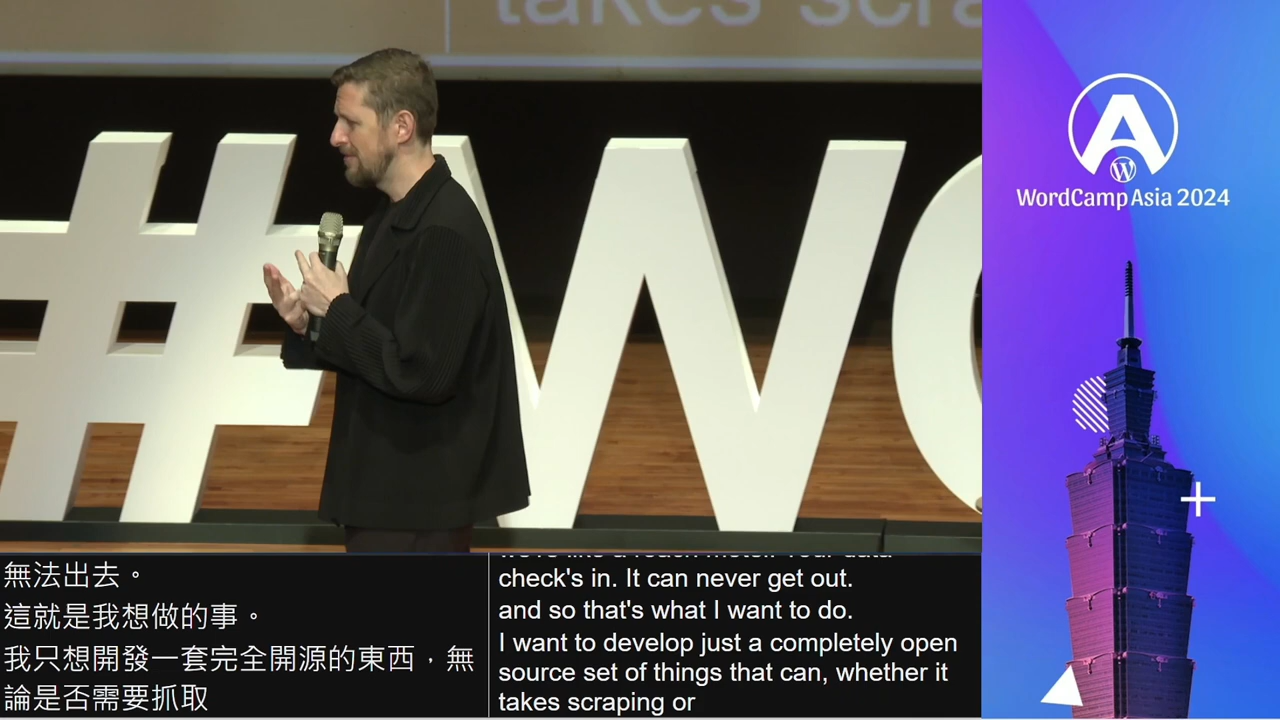 takes scra
#WC
WordCamp Asia 2024
無法出去。
這就是我想做的事。
我只想開發一套完全開源的東西，無
論是否需要抓取
check's in. It can never get out.
and so that's what I want to do.
I want to develop just a completely open
source set of things that can, whether it
takes scraping or